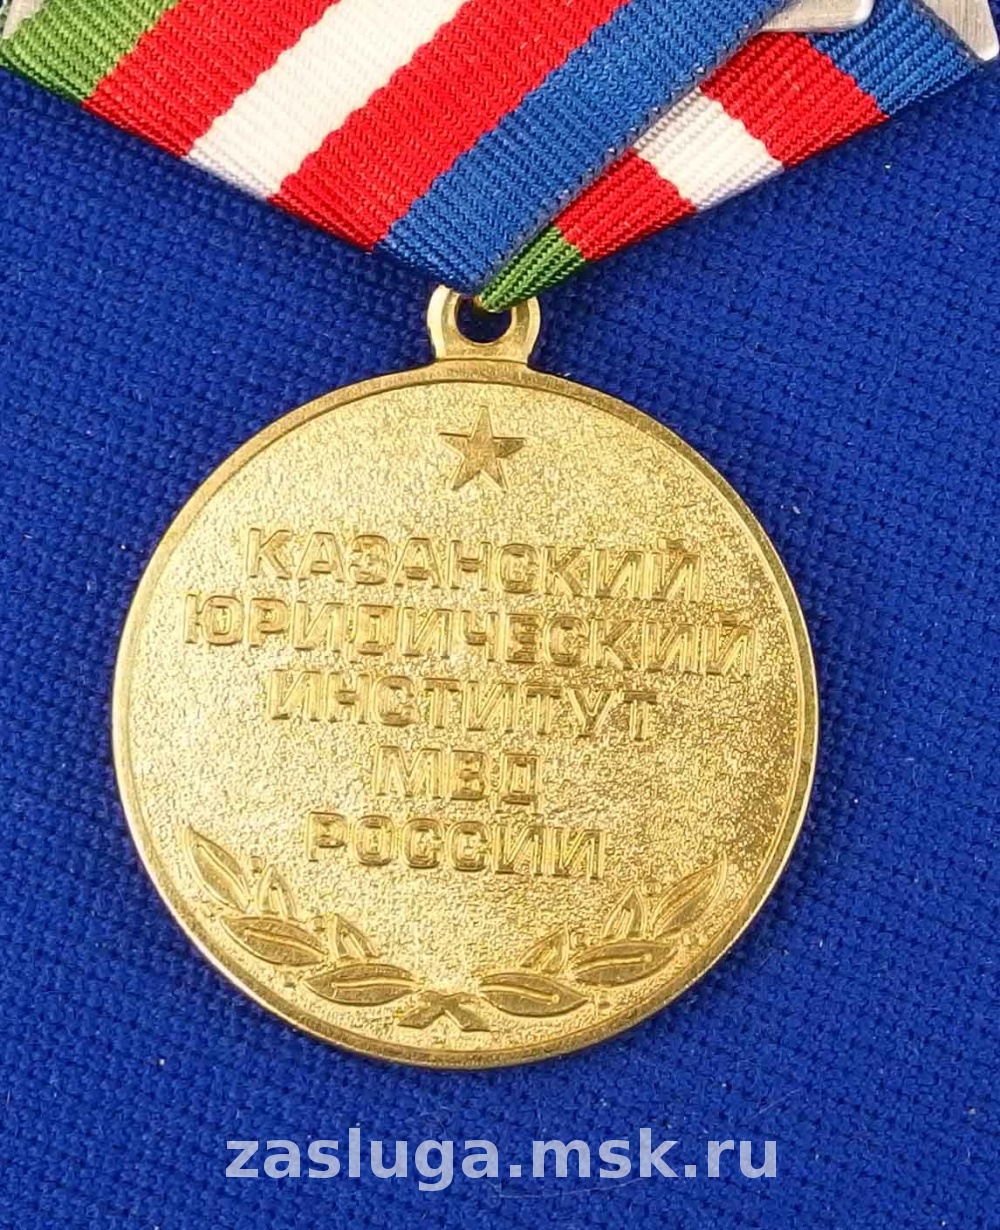 КАЗАНСКИЙ
ЮРИДИЧЕСКИЙ
ИНСТИТУТ
МВД
РОССИИ
zasluga.msk.ru